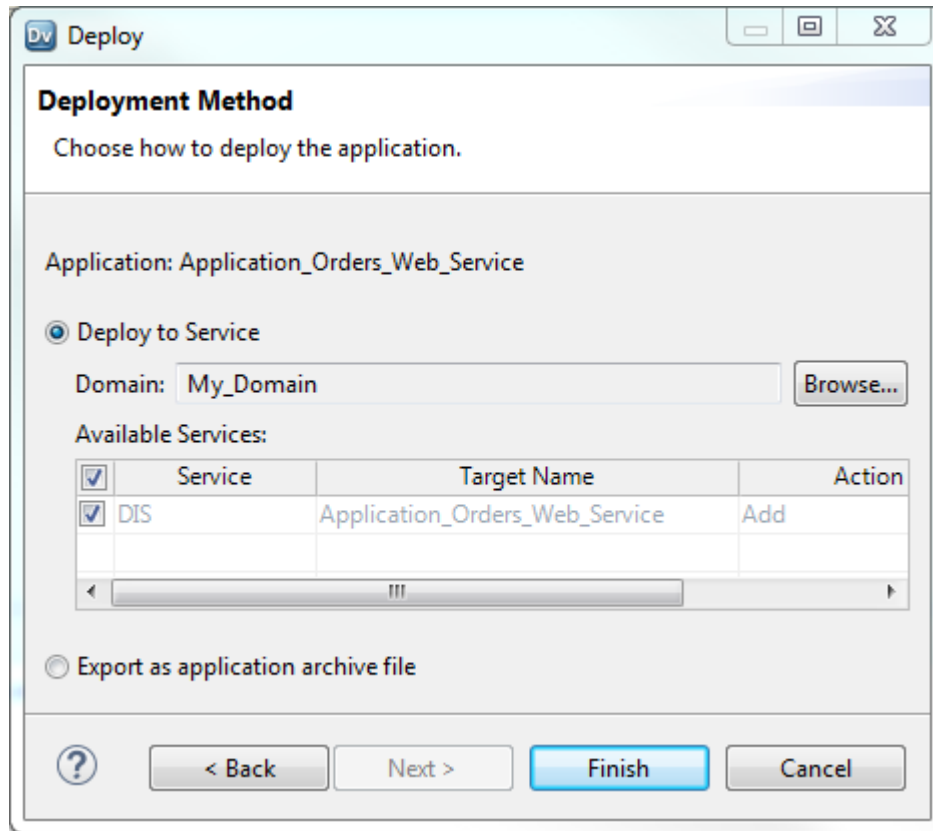 Dv Deploy
Deployment Method
Choose how to deploy the application.
Application: Application_Orders_Web_Service
Deploy to Service
Domain: My_Domain Browse...
Available Services:
Service Target Name Action
DIS Application_Orders_Web_Service Add
Export as application archive file
? < Back Next > Finish Cancel